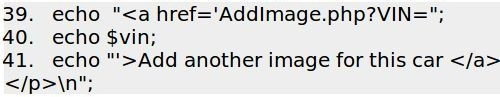 39. echo "<a href='AddImage.php?VIN=";
40. echo $vin;
41. echo "'>Add another image for this car </a>
</p>\n";